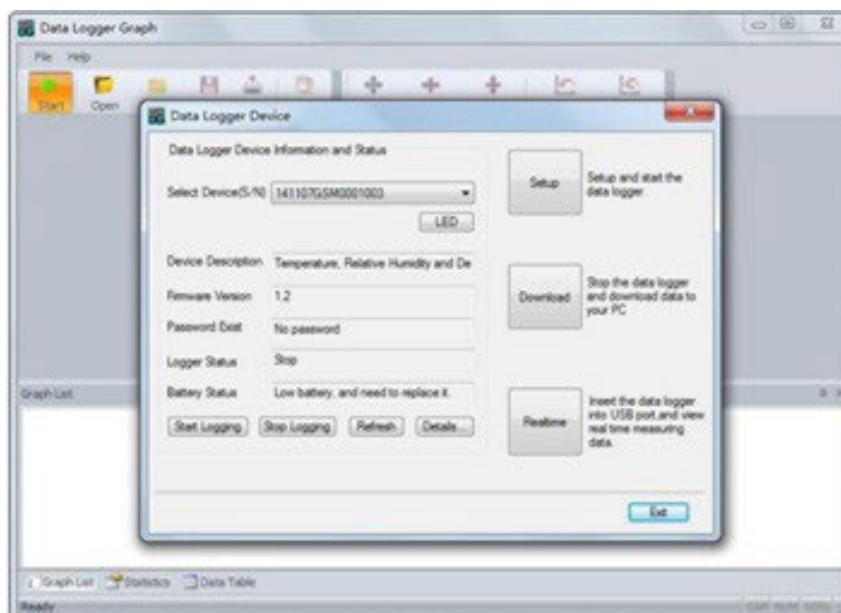 Data Logger Graph
File Help
Start Open
Data Logger Device
Data Logger Device Information and Status
Select Device(S/N) 141107GSM0001003
LED
Device Description Temperature, Relative Humidity and De
Firmware Version 1.2
Password Exist No password
Logger Status Stop
Battery Status Low battery, and need to replace it.
Start Logging Stop Logging Refresh Details...
Setup
Setup and start the
data logger
Download
Stop the data logger
and download data to
your PC
Realtime
Insert the data logger
into USB port,and view
real time measuring
data.
Exit
Graph List
Graph List Statistics Data Table
Ready CAP NUM SCRL